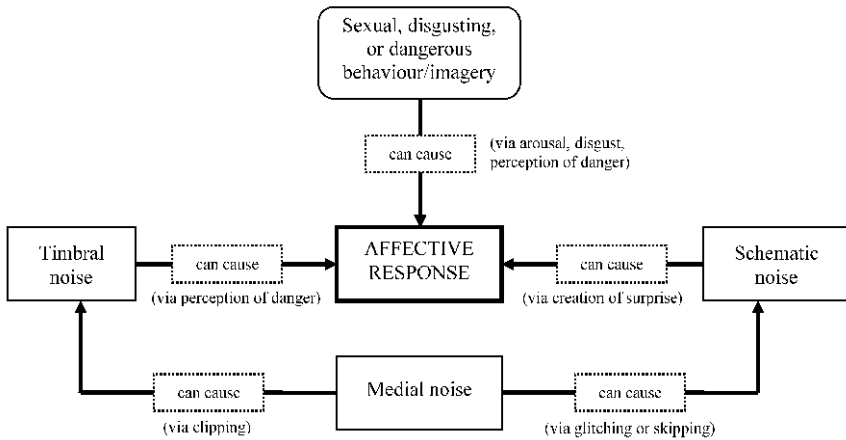 Sexual, disgusting,
or dangerous
behaviour/imagery
can cause
(via arousal, disgust,
perception of danger)
Timbral
noise
can cause
(via perception of danger)
AFFECTIVE
RESPONSE
can cause
(via creation of surprise)
Schematic
noise
can cause
(via clipping)
Medial noise
can cause
(via glitching or skipping)